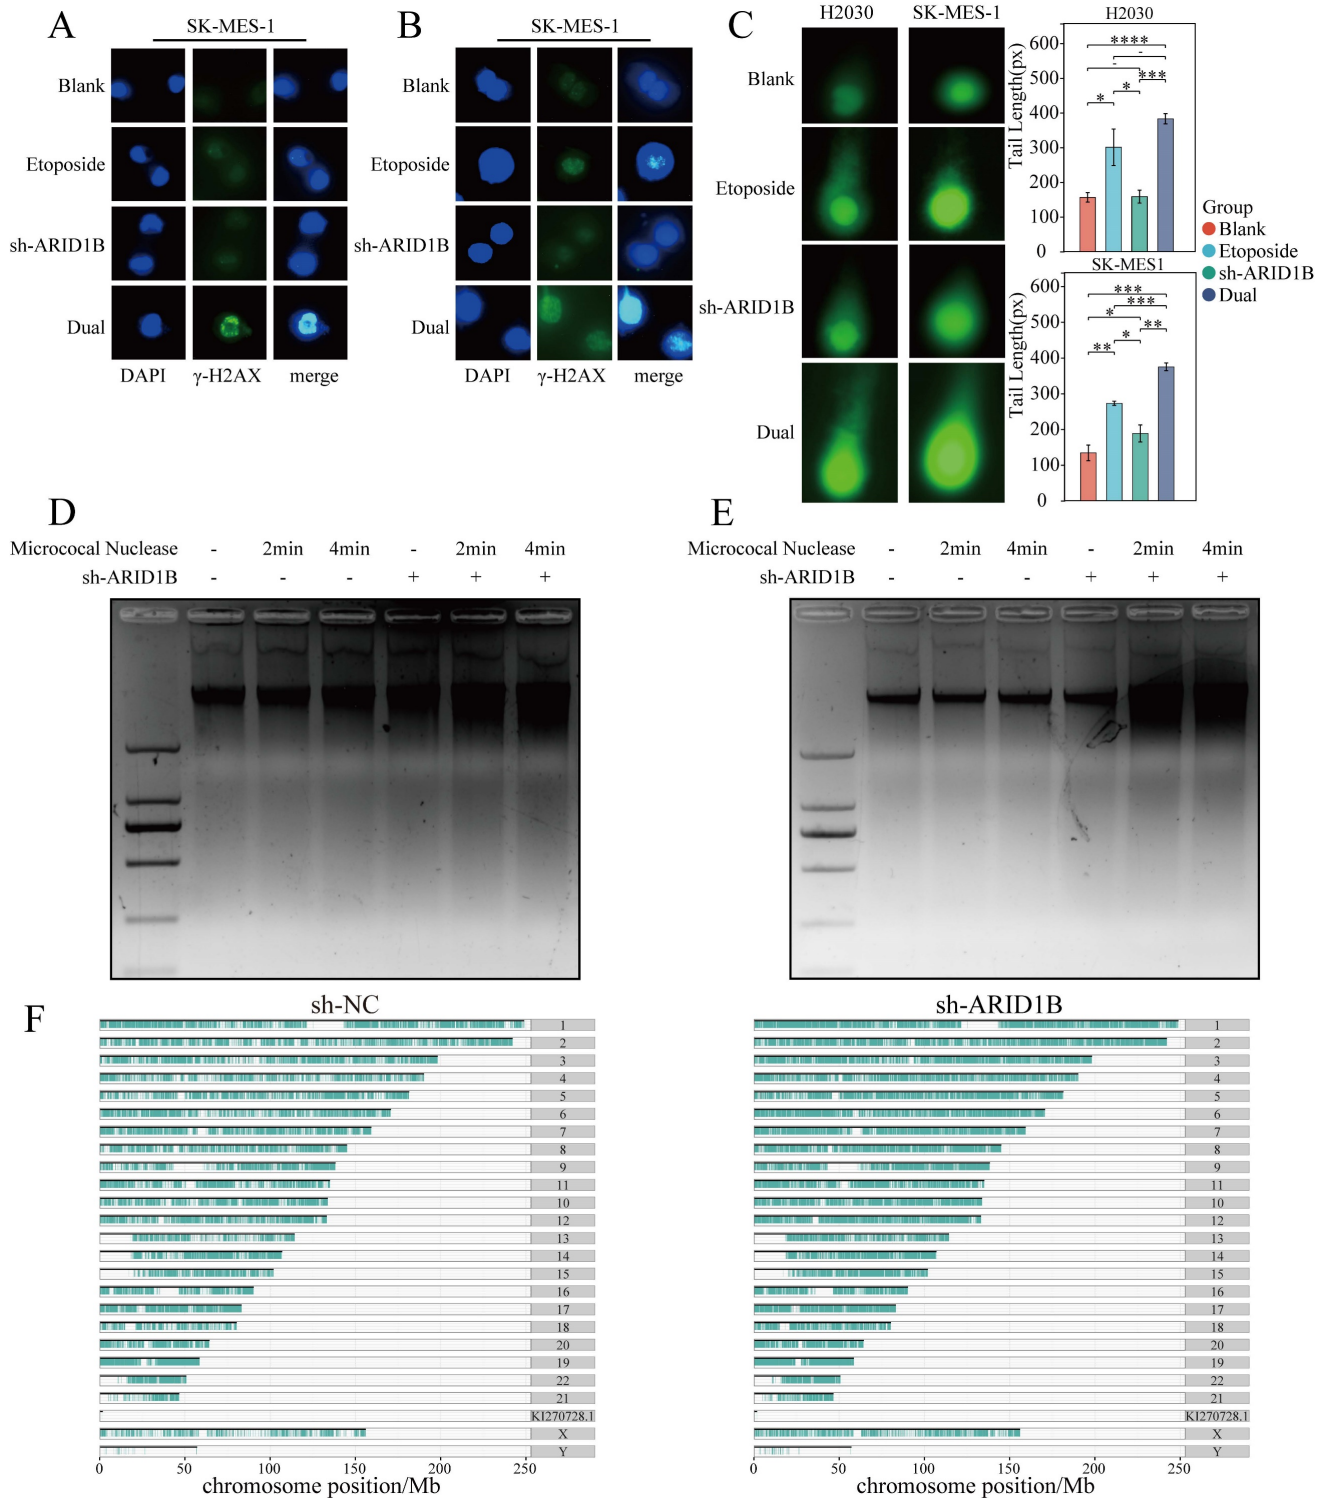 A
SK-MES-1
Blank
Etoposide
sh-ARID1B
Dual
DAPI γ-H2AX merge
B
SK-MES-1
Blank
Etoposide
sh-ARID1B
Dual
DAPI γ-H2AX merge
C
H2030 SK-MES-1
Blank
Etoposide
sh-ARID1B
Dual
H2030
Tail Length(px)
600
500
400
300
200
100
0
****
-
-
***
*
*
SK-MES1
Tail Length(px)
600
500
400
300
200
100
0
***
***
*
**
*
**
Group
Blank
Etoposide
sh-ARID1B
Dual
D
Micrococal Nuclease - 2min 4min - 2min 4min
sh-ARID1B - - - + + +
E
Micrococal Nuclease - 2min 4min - 2min 4min
sh-ARID1B - - - + + +
F
sh-NC
1
2
3
4
5
6
7
8
9
11
10
12
13
14
15
16
17
18
20
19
22
21
KI270728.1
X
Y
0 50 100 150 200 250
chromosome position/Mb
sh-ARID1B
1
2
3
4
5
6
7
8
9
11
10
12
13
14
15
16
17
18
20
19
22
21
KI270728.1
X
Y
0 50 100 150 200 250
chromosome position/Mb